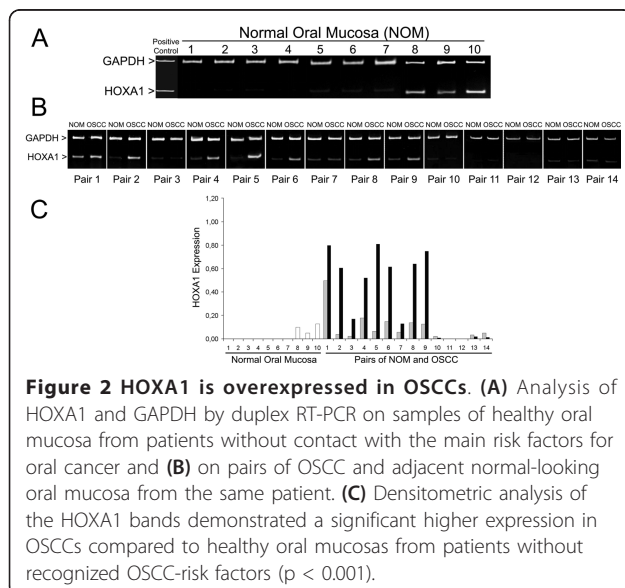 A
Normal Oral Mucosa (NOM)
Positive
Control
1 2 3 4 5 6 7 8 9 10
GAPDH >
HOXA1 >
B
NOM OSCC NOM OSCC NOM OSCC NOM OSCC NOM OSCC NOM OSCC NOM OSCC NOM OSCC NOM OSCC NOM OSCC NOM OSCC NOM OSCC NOM OSCC NOM OSCC
GAPDH >
HOXA1 >
Pair 1 Pair 2 Pair 3 Pair 4 Pair 5 Pair 6 Pair 7 Pair 8 Pair 9 Pair 10 Pair 11 Pair 12 Pair 13 Pair 14
C
HOXA1 Expression
1,20
1,00
0,80
0,60
0,40
0,20
0,00
1 2 3 4 5 6 7 8 9 10 1 2 3 4 5 6 7 8 9 10 11 12 13 14
Normal Oral Mucosa Pairs of NOM and OSCC
Figure 2 HOXA1 is overexpressed in OSCCs. (A) Analysis of
HOXA1 and GAPDH by duplex RT-PCR on samples of healthy oral
mucosa from patients without contact with the main risk factors for
oral cancer and (B) on pairs of OSCC and adjacent normal-looking
oral mucosa from the same patient. (C) Densitometric analysis of
the HOXA1 bands demonstrated a significant higher expression in
OSCCs compared to healthy oral mucosas from patients without
recognized OSCC-risk factors (p < 0.001).